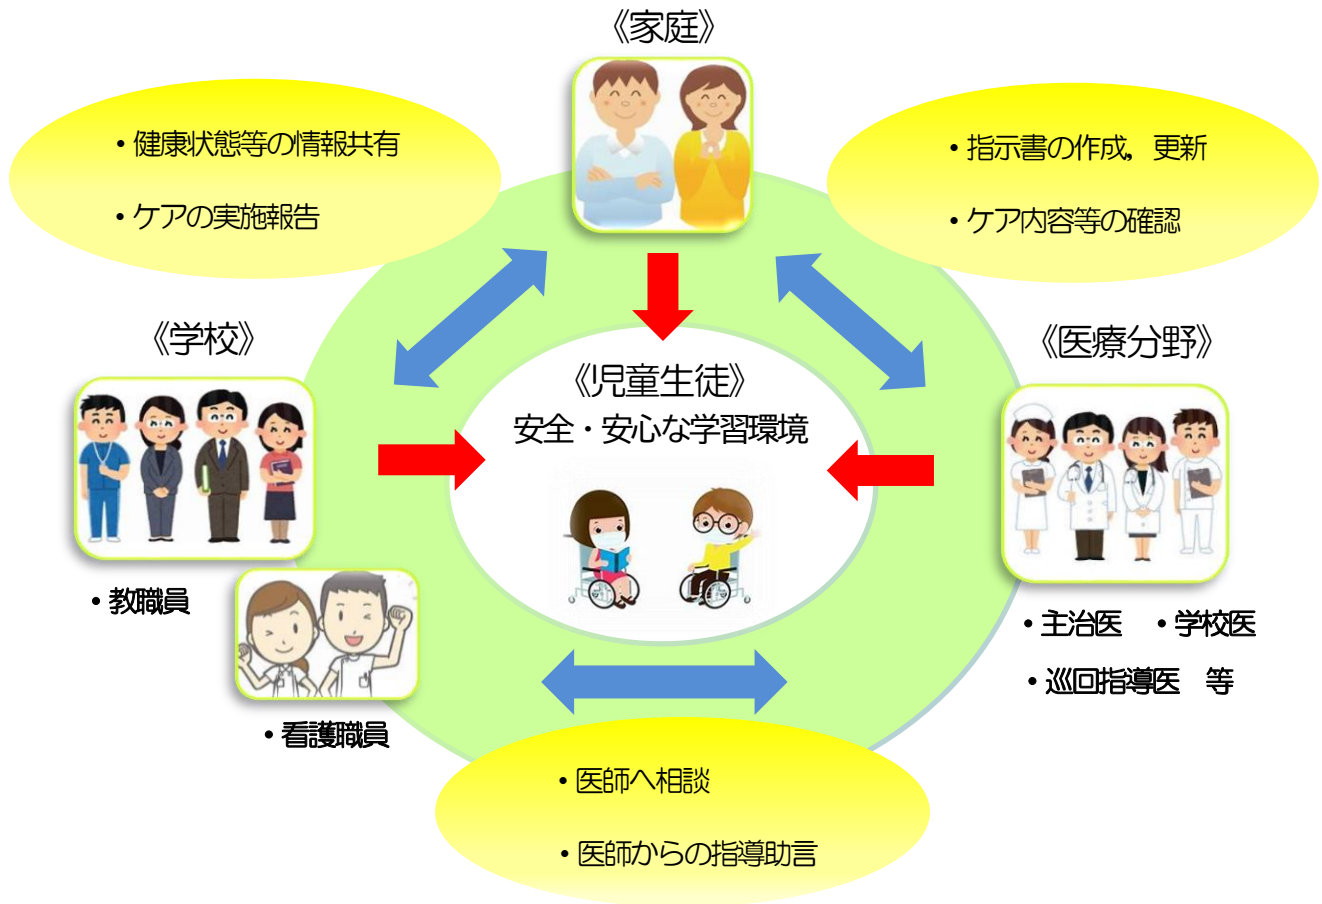 《家庭》
・健康状態等の情報共有
・ケアの実施報告
・指示書の作成，更新
・ケア内容等の確認
《学校》
《医療分野》
《児童生徒》
安全・安心な学習環境
・教職員
・看護職員
・主治医　・学校医
・巡回指導医　等
・医師へ相談
・医師からの指導助言